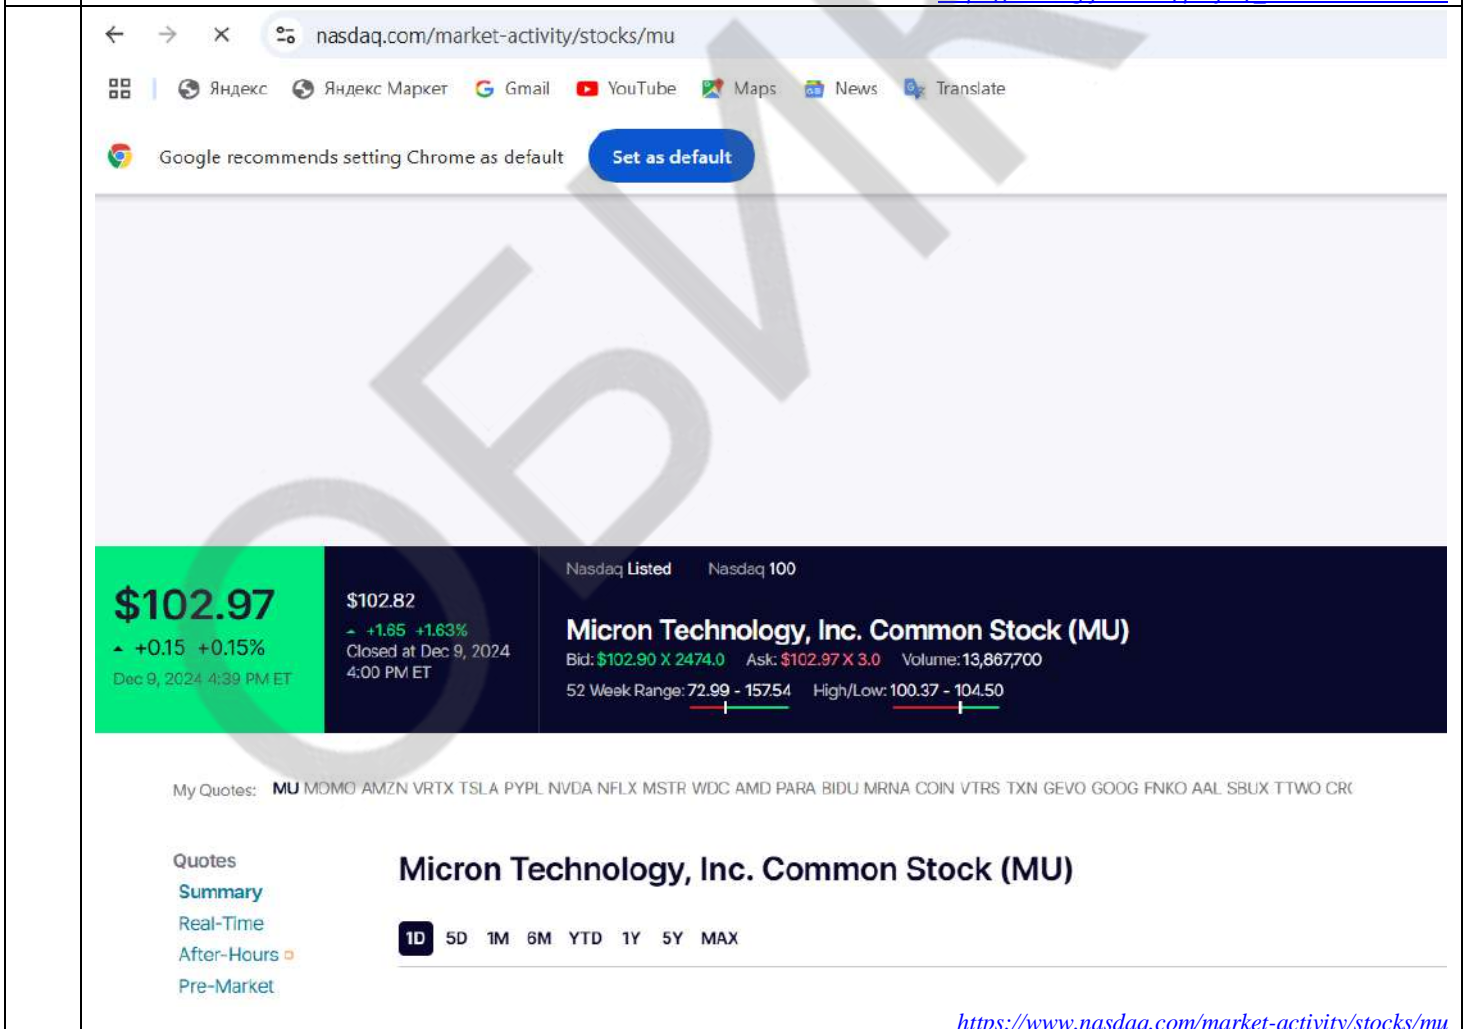 nasdaq.com/market-activity/stocks/mu
Яндекс Яндекс Маркет Gmail YouTube Maps News Translate
Google recommends setting Chrome as default Set as default
ОБИК
Nasdaq Listed Nasdaq 100
$102.97
+0.15 +0.15%
Dec 9, 2024 4:39 PM ET
$102.82
+1.65 +1.63%
Closed at Dec 9, 2024
4:00 PM ET
Micron Technology, Inc. Common Stock (MU)
Bid: $102.90 X 2474.0 Ask: $102.97 X 3.0 Volume: 13,867,700
52 Week Range: 72.99 - 157.54 High/Low: 100.37 - 104.50
My Quotes: MU MOMO AMZN VRTX TSLA PYPL NVDA NFLX MSTR WDC AMD PARA BIDU MRNA COIN VTRS TXN GEVO GOOG FNKO AAL SBUX TTWO
Quotes
Summary
Real-Time
After-Hours
Pre-Market
Micron Technology, Inc. Common Stock (MU)
1D 5D 1M 6M YTD 1Y 5Y MAX
https://www.nasdaq.com/market-activity/stocks/mu